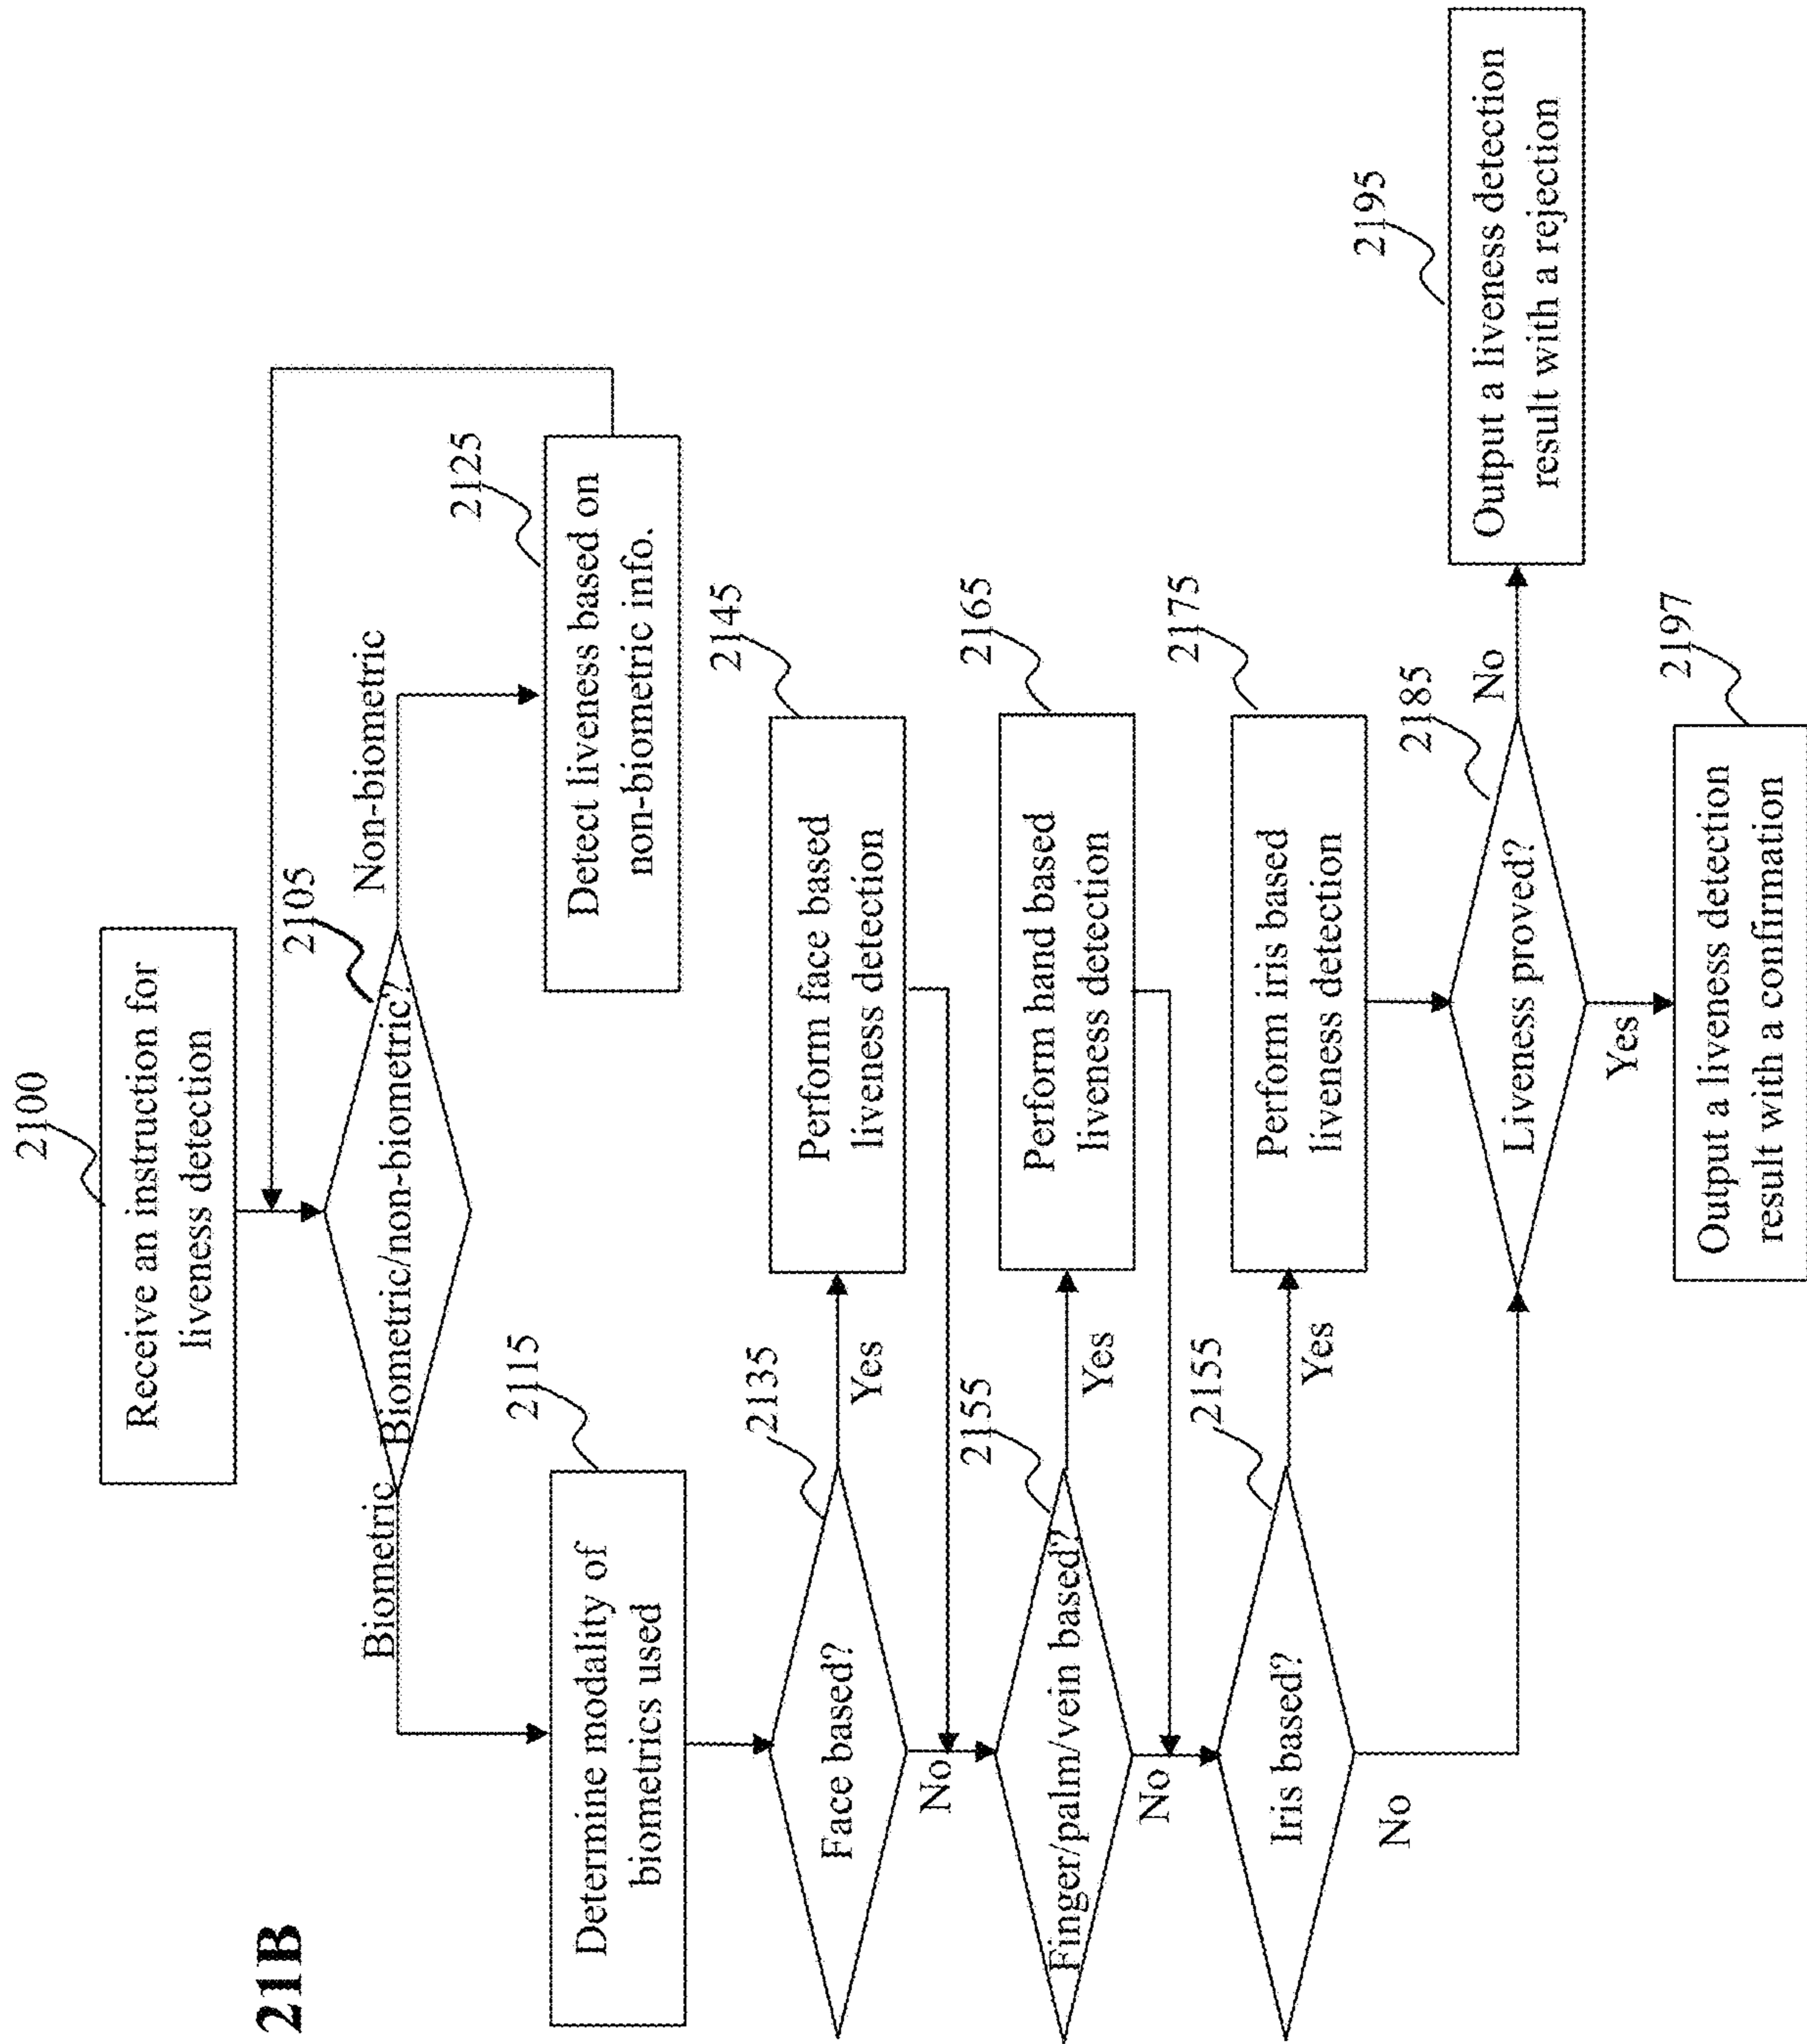 21B
2100
Receive an instruction for
liveness detection
2105
Biometric/non-biometric?
Biometric
Non-biometric
2115
Determine modality of
biometrics used
2125
Detect liveness based on
non-biometric info.
2135
Face based?
Yes
No
2145
Perform face based
liveness detection
2155
Finger/palm/vein based?
Yes
No
2165
Perform hand based
liveness detection
2155
Iris based?
Yes
No
2175
Perform iris based
liveness detection
2185
Liveness proved?
No
Yes
2195
Output a liveness detection
result with a rejection
2197
Output a liveness detection
result with a confirmation